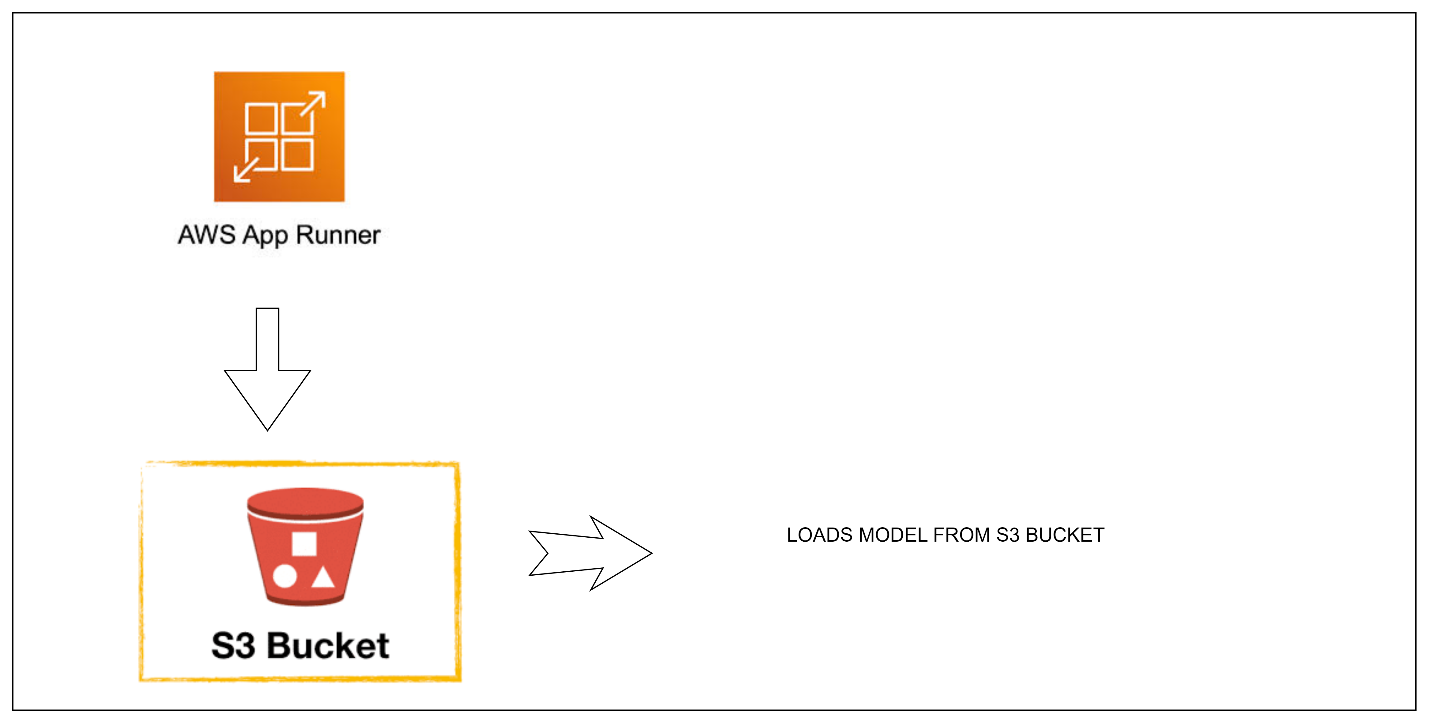 AWS App Runner
S3 Bucket
LOADS MODEL FROM S3 BUCKET